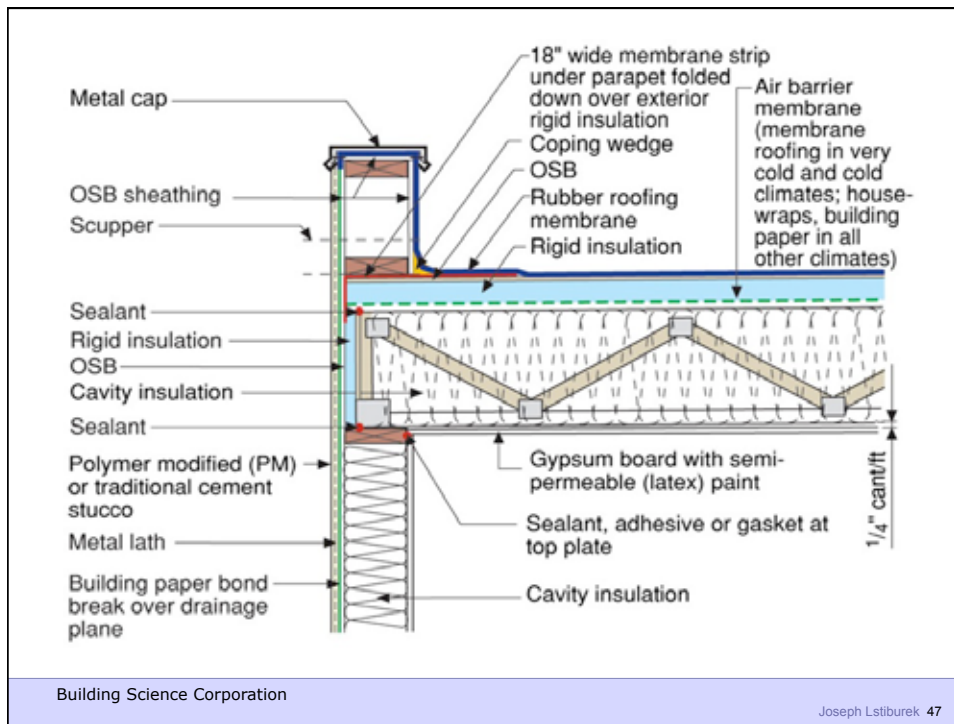 Metal cap
OSB sheathing
Scupper
Sealant
Rigid insulation
OSB
Cavity insulation
Sealant
Polymer modified (PM)
or traditional cement
stucco
Metal lath
Building paper bond
break over drainage
plane
18" wide membrane strip
under parapet folded
down over exterior
rigid insulation
Coping wedge
OSB
Rubber roofing
membrane
Rigid insulation
Air barrier
membrane
(membrane
roofing in very
cold and cold
climates; house-
wraps, building
paper in all
other climates)
Gypsum board with semi-
permeable (latex) paint
Sealant, adhesive or gasket at
top plate
Cavity insulation
1/4" cant/ft
Building Science Corporation
Joseph Lstiburek 47